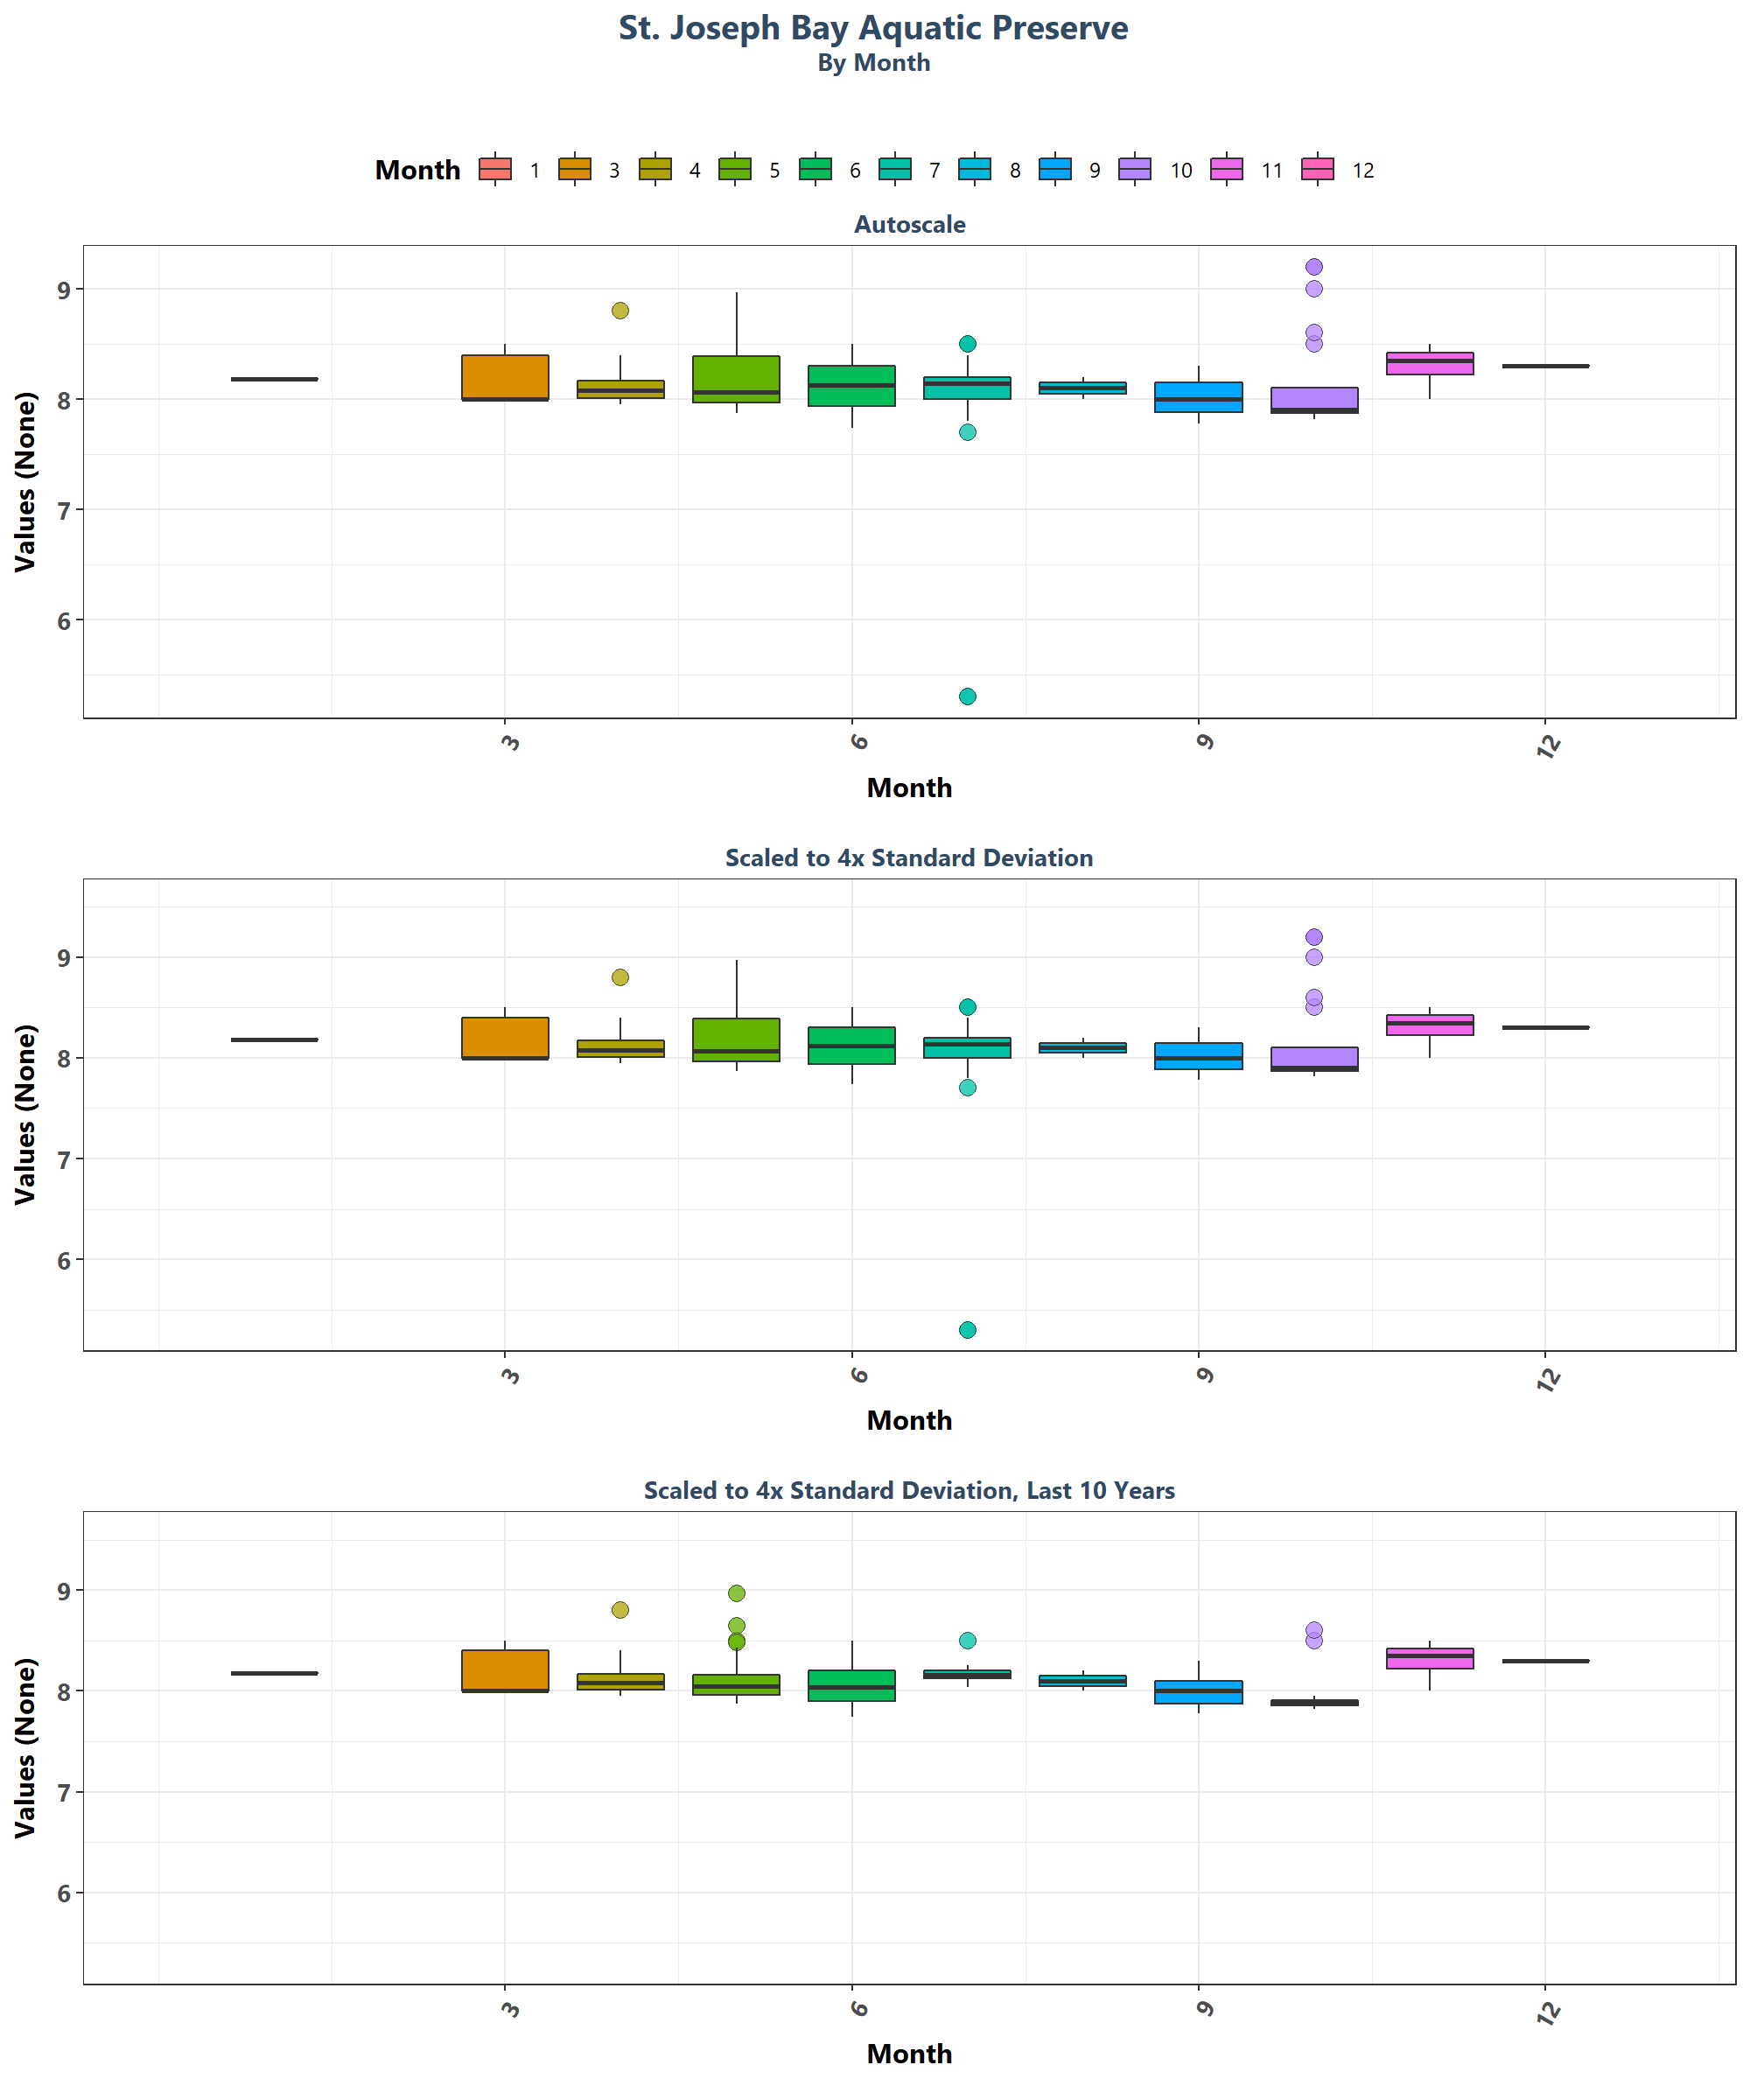 St. Joseph Bay Aquatic Preserve
By Month
Month 1 3 4 5 6 7 8 9 10 11 12
Autoscale
Values (None)
9
8
7
6
3 6 9 12
Month
Scaled to 4x Standard Deviation
Values (None)
9
8
7
6
3 6 9 12
Month
Scaled to 4x Standard Deviation, Last 10 Years
Values (None)
9
8
7
6
3 6 9 12
Month